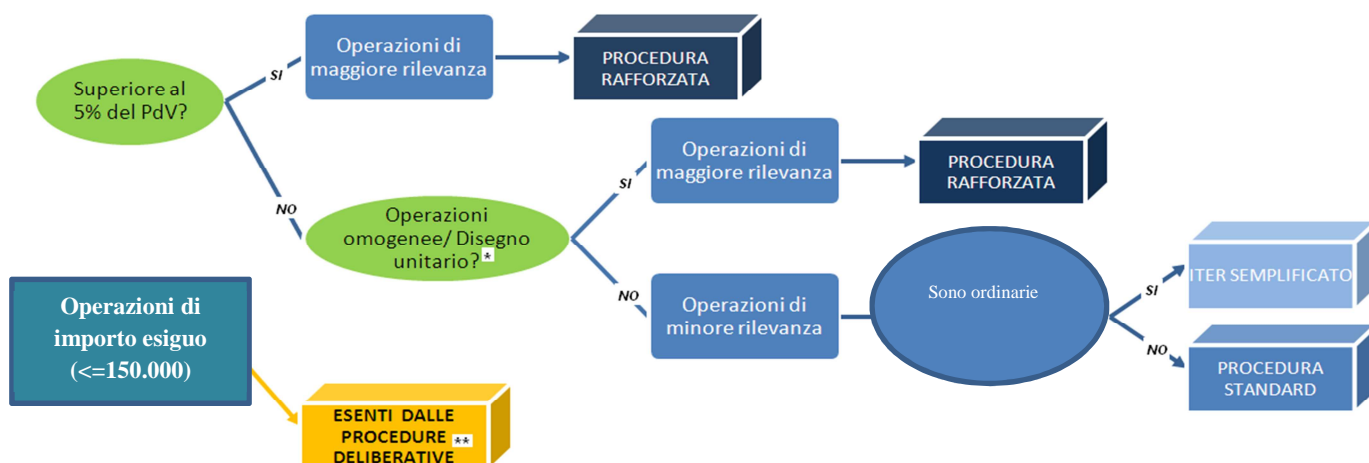 Superiore al
5% del PdV?
SI
Operazioni di
maggiore rilevanza
PROCEDURA
RAFFORZATA
NO
Operazioni
omogenee/ Disegno
unitario?*
SI
Operazioni di
maggiore rilevanza
PROCEDURA
RAFFORZATA
NO
Operazioni di
minore rilevanza
Sono ordinarie
SI
ITER SEMPLIFICATO
NO
PROCEDURA
STANDARD
Operazioni di
importo esiguo
(<=150.000)
ESENTI DALLE
PROCEDURE **
DELIBERATIVE